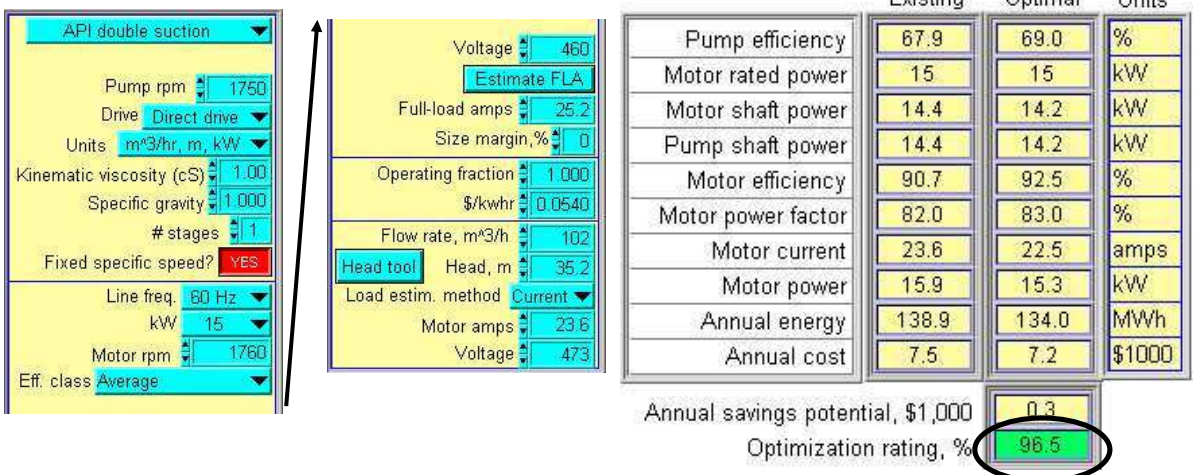 API double suction
Pump rpm 1750
Drive Direct drive
Units m^3/hr, m, kW
Kinematic viscosity (cS) 1.00
Specific gravity 1.000
# stages 1
Fixed specific speed? YES
Line freq. 60 Hz
kW 15
Motor rpm 1760
Eff. class Average
Voltage 460
Estimate FLA
Full-load amps 25.2
Size margin,% 0
Operating fraction 1.000
$/kwhr 0.0540
Flow rate, m^3/h 102
Head tool Head, m 35.2
Load estim. method Current
Motor amps 23.6
Voltage 473
Existing Optimal Units
Pump efficiency 67.9 69.0 %
Motor rated power 15 15 kW
Motor shaft power 14.4 14.2 kW
Pump shaft power 14.4 14.2 kW
Motor efficiency 90.7 92.5 %
Motor power factor 82.0 83.0 %
Motor current 23.6 22.5 amps
Motor power 15.9 15.3 kW
Annual energy 138.9 134.0 MWh
Annual cost 7.5 7.2 $1000
Annual savings potential, $1,000 0.3
Optimization rating, % 96.5